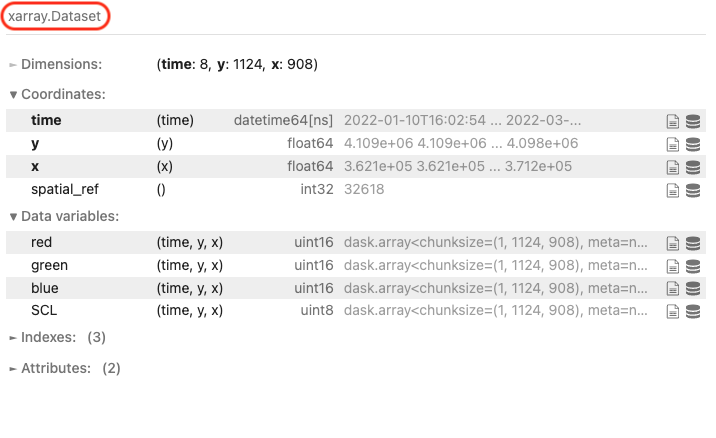 xarray.Dataset
► Dimensions: (time: 8, y: 1124, x: 908)
▼ Coordinates:
time (time) datetime64[ns] 2022-01-10T16:02:54 ... 2022-03-...
y (y) float64 4.109e+06 4.109e+06 ... 4.098e+06
x (x) float64 3.621e+05 3.621e+05 ... 3.712e+05
spatial_ref () int32 32618
▼ Data variables:
red (time, y, x) uint16 dask.array<chunksize=(1, 1124, 908), meta=n...
green (time, y, x) uint16 dask.array<chunksize=(1, 1124, 908), meta=n...
blue (time, y, x) uint16 dask.array<chunksize=(1, 1124, 908), meta=n...
SCL (time, y, x) uint8 dask.array<chunksize=(1, 1124, 908), meta=n...
► Indexes: (3)
► Attributes: (2)